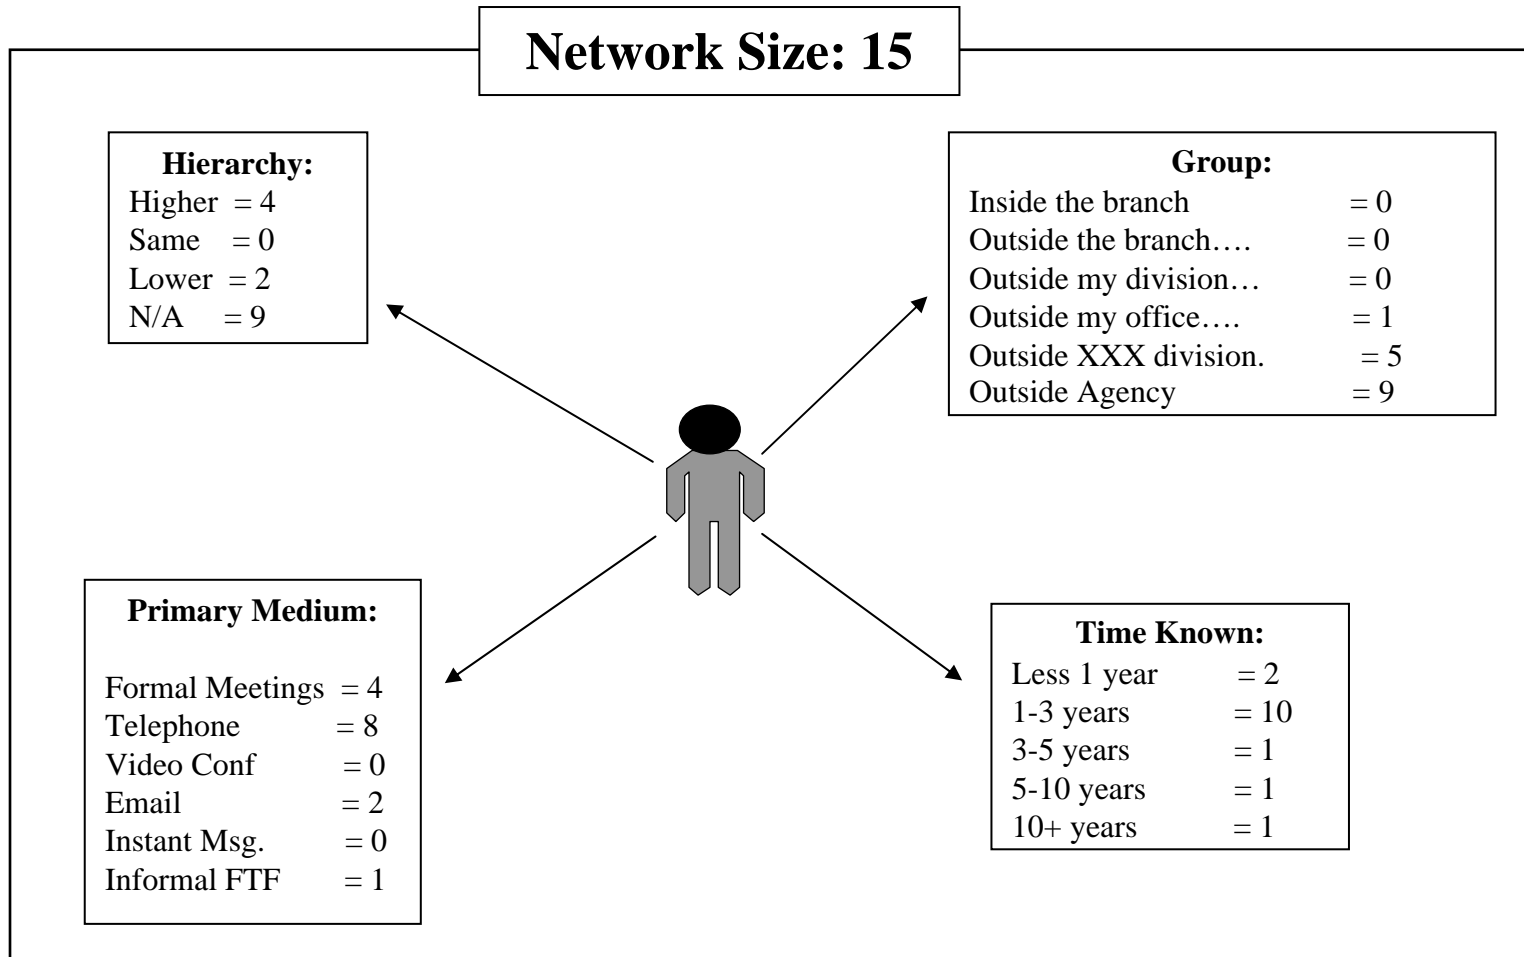 Network Size: 15
Hierarchy:
Higher = 4
Same = 0
Lower = 2
N/A = 9
Group:
Inside the branch = 0
Outside the branch.... = 0
Outside my division... = 0
Outside my office.... = 1
Outside XXX division. = 5
Outside Agency = 9
Primary Medium:
Formal Meetings = 4
Telephone = 8
Video Conf = 0
Email = 2
Instant Msg. = 0
Informal FTF = 1
Time Known:
Less 1 year = 2
1-3 years = 10
3-5 years = 1
5-10 years = 1
10+ years = 1